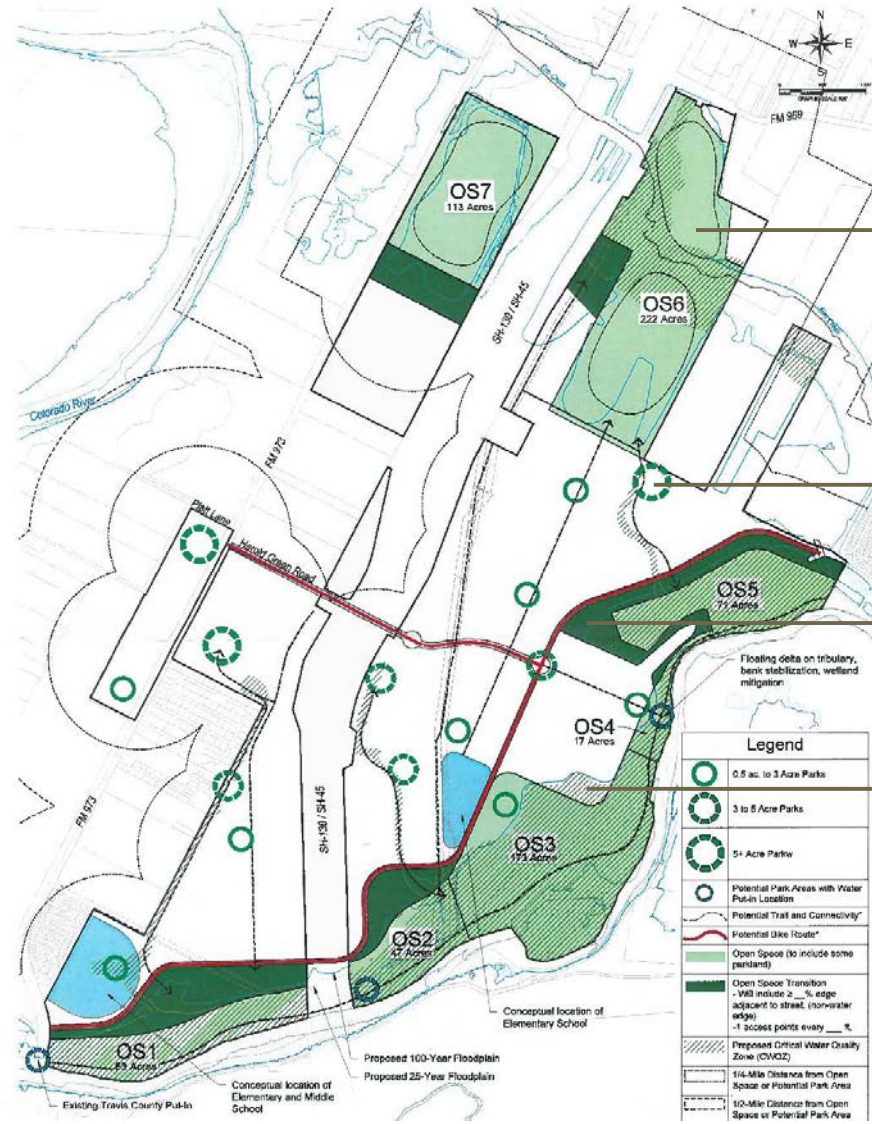 N
W E
S
FM 969
OS7
113 Acres
SH-130 / SH-45
OS6
222 Acres
Colorado River
FM 973
Platt Lane
Harold Green Road
OS5
71 Acres
Floating delta on tributary,
bank stabilization, wetland
mitigation
OS4
17 Acres
FM 973
SH-130 / SH-45
OS3
173 Acres
OS2
47 Acres
OS1
53 Acres
Conceptual location of
Elementary School
Proposed 100-Year Floodplain
Proposed 25-Year Floodplain
Conceptual location of
Elementary and Middle
School
Existing Travis County Put-In
Legend
0.5 ac. to 3 Acre Parks
3 to 5 Acre Parks
5+ Acre Parkw
Potential Park Areas with Water
Put-in Location
Potential Trail and Connectivity*
Potential Bike Route*
Open Space (to include some
parkland)
Open Space Transition
- Will include ≥ __% edge
adjacent to street. (non-water
edge)
-1 access points every ___ ft.
Proposed Critical Water Quality
Zone (CWQZ)
1/4-Mile Distance from Open
Space or Potential Park Area
1/2-Mile Distance from Open
Space or Potential Park Area